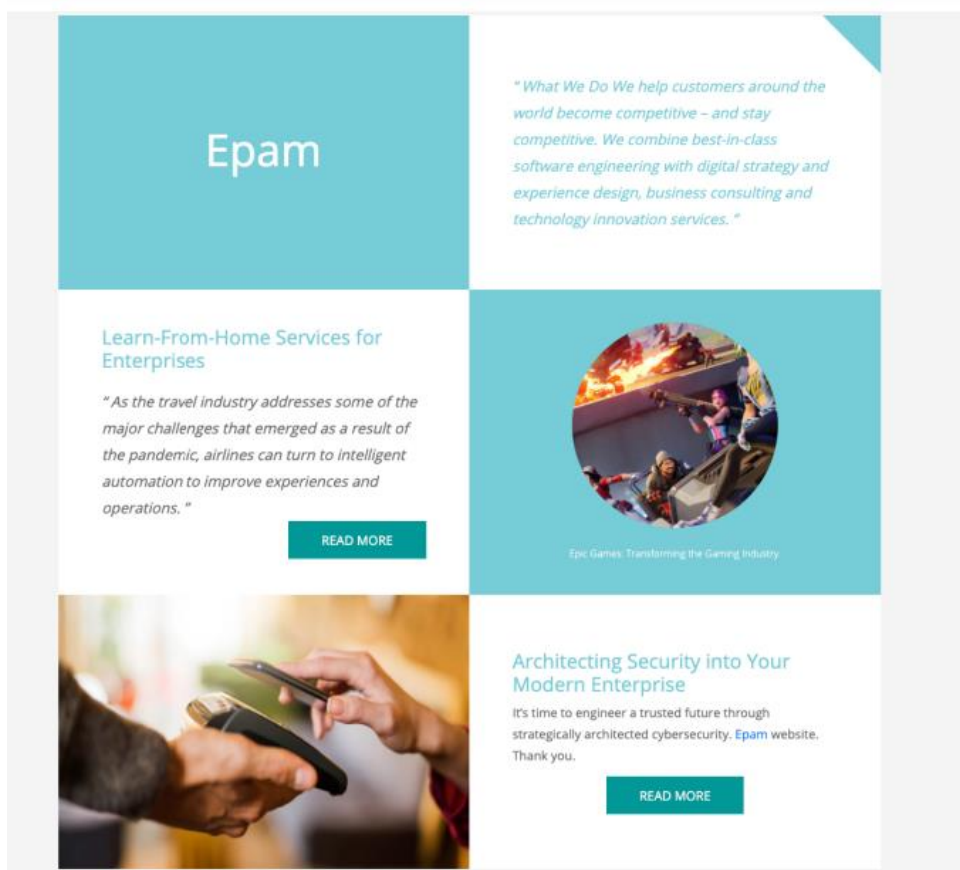 Epam
“ What We Do We help customers around the
world become competitive – and stay
competitive. We combine best-in-class
software engineering with digital strategy and
experience design, business consulting and
technology innovation services. ”
Learn-From-Home Services for
Enterprises
“ As the travel industry addresses some of the
major challenges that emerged as a result of
the pandemic, airlines can turn to intelligent
automation to improve experiences and
operations. ”
READ MORE
Epic Games: Transforming the Gaming Industry
Architecting Security into Your
Modern Enterprise
It’s time to engineer a trusted future through
strategically architected cybersecurity. Epam website.
Thank you.
READ MORE